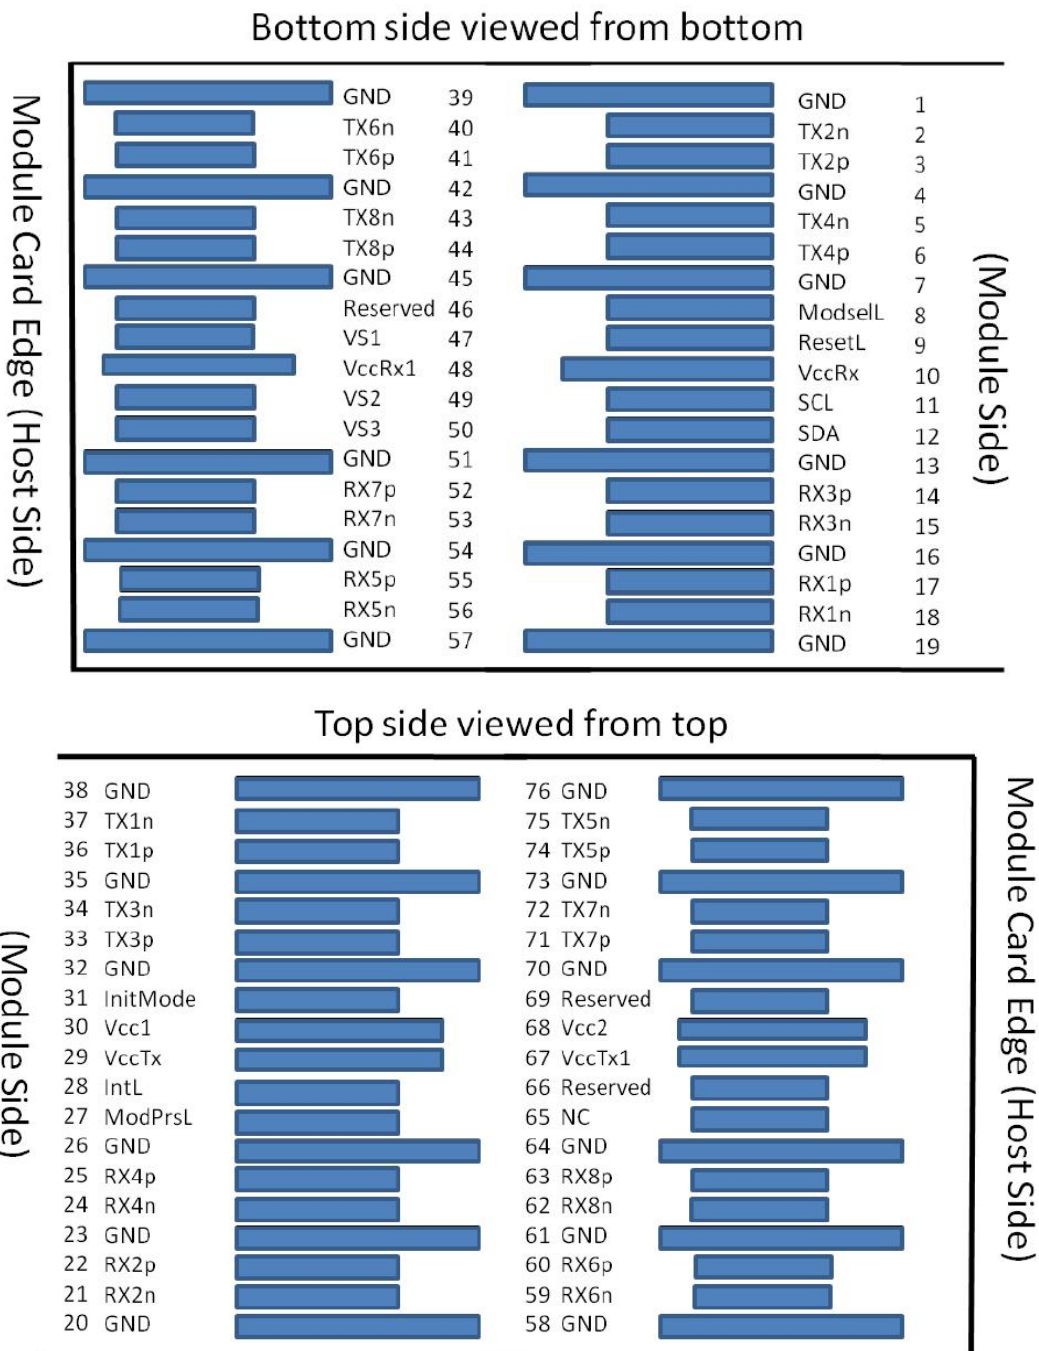 Bottom side viewed from bottom
Module Card Edge (Host Side)
GND 39 GND 1
TX6n 40 TX2n 2
TX6p 41 TX2p 3
GND 42 GND 4
TX8n 43 TX4n 5
TX8p 44 TX4p 6
GND 45 GND 7
Reserved 46 ModselL 8
VS1 47 ResetL 9
VccRx1 48 VccRx 10
VS2 49 SCL 11
VS3 50 SDA 12
GND 51 GND 13
RX7p 52 RX3p 14
RX7n 53 RX3n 15
GND 54 GND 16
RX5p 55 RX1p 17
RX5n 56 RX1n 18
GND 57 GND 19
(Module Side)
Top side viewed from top
(Module Side)
38 GND 76 GND
37 TX1n 75 TX5n
36 TX1p 74 TX5p
35 GND 73 GND
34 TX3n 72 TX7n
33 TX3p 71 TX7p
32 GND 70 GND
31 InitMode 69 Reserved
30 Vcc1 68 Vcc2
29 VccTx 67 VccTx1
28 IntL 66 Reserved
27 ModPrsL 65 NC
26 GND 64 GND
25 RX4p 63 RX8p
24 RX4n 62 RX8n
23 GND 61 GND
22 RX2p 60 RX6p
21 RX2n 59 RX6n
20 GND 58 GND
Module Card Edge (Host Side)